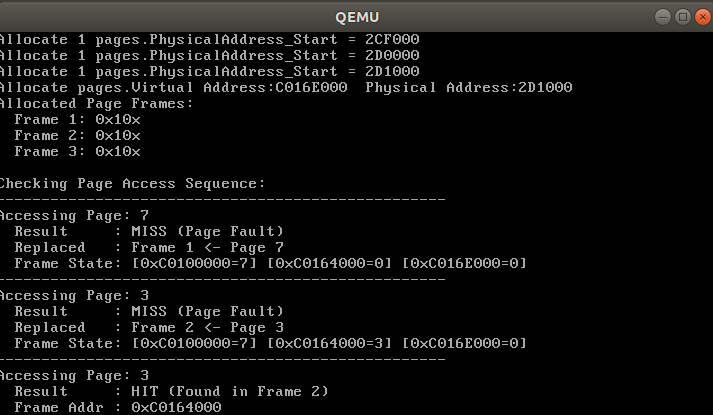 QEMU
Allocate 1 pages.PhysicalAddress_Start = 2CF000
Allocate 1 pages.PhysicalAddress_Start = 2D0000
Allocate 1 pages.PhysicalAddress_Start = 2D1000
Allocate pages.Virtual Address:C016E000  Physical Address:2D1000
Allocated Page Frames:
  Frame 1: 0x10x
  Frame 2: 0x10x
  Frame 3: 0x10x
Checking Page Access Sequence:
--------------------------------------------------
Accessing Page: 7
  Result     : MISS (Page Fault)
  Replaced   : Frame 1 <- Page 7
  Frame State: [0xC0100000=7] [0xC0164000=0] [0xC016E000=0]
--------------------------------------------------
Accessing Page: 3
  Result     : MISS (Page Fault)
  Replaced   : Frame 2 <- Page 3
  Frame State: [0xC0100000=7] [0xC0164000=3] [0xC016E000=0]
--------------------------------------------------
Accessing Page: 3
  Result     : HIT (Found in Frame 2)
  Frame Addr : 0xC0164000